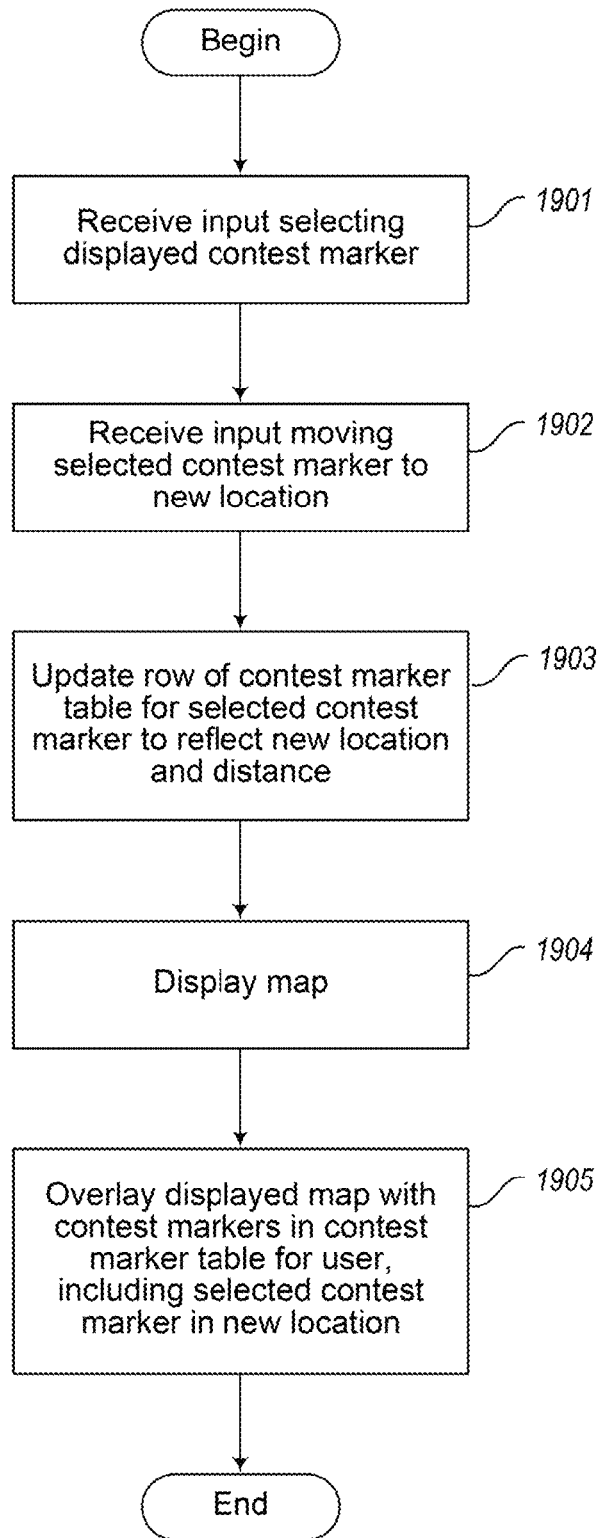 Begin
Receive input selecting
displayed contest marker
1901
Receive input moving
selected contest marker to
new location
1902
Update row of contest marker
table for selected contest
marker to reflect new location
and distance
1903
Display map
1904
Overlay displayed map with
contest markers in contest
marker table for user,
including selected contest
marker in new location
1905
End